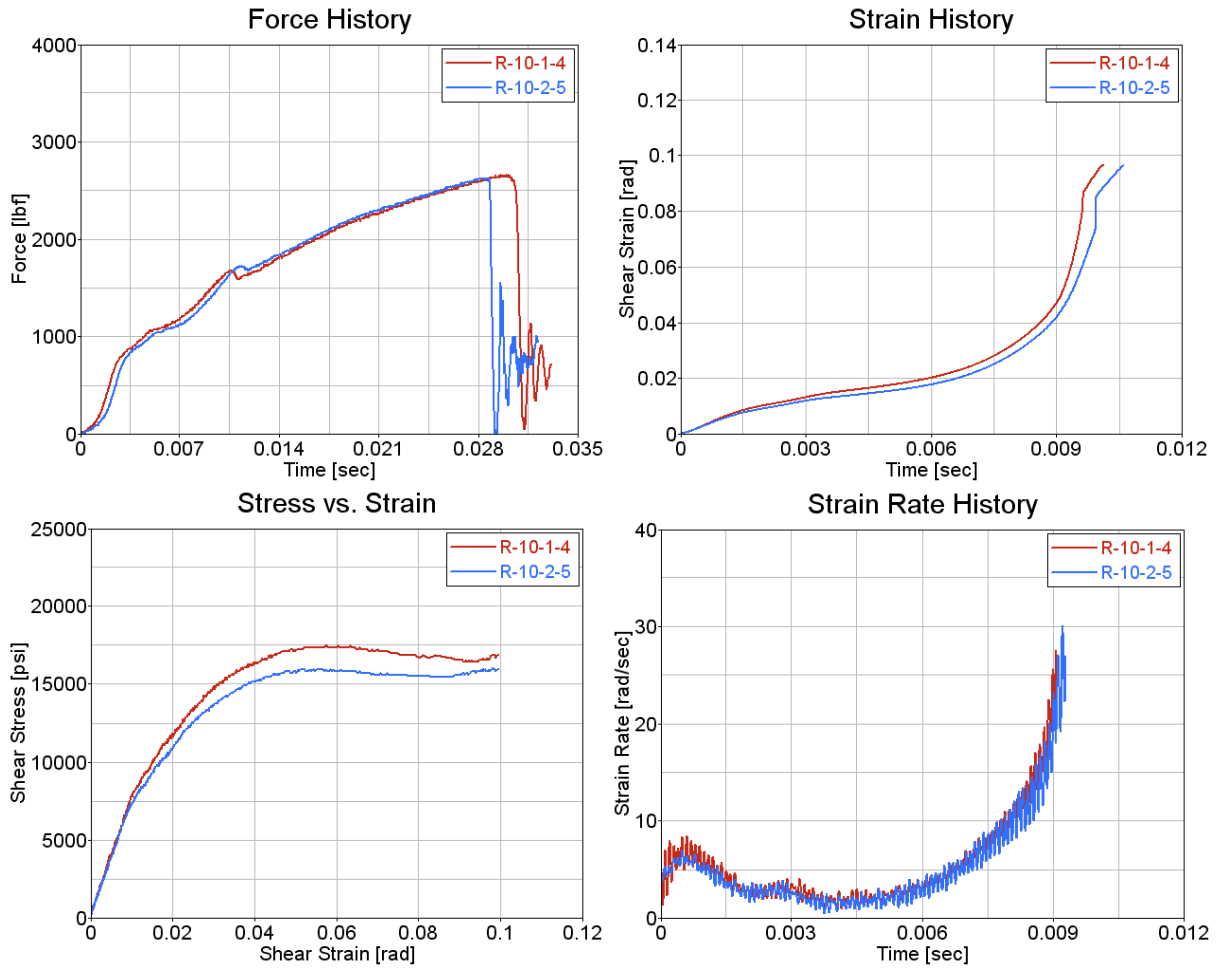 Force History
4000
3000
2000
1000
0
Force [lbf]
R-10-1-4
R-10-2-5
0 0.007 0.014 0.021 0.028 0.035
Time [sec]
Strain History
0.14
0.12
0.1
0.08
0.06
0.04
0.02
0
Shear Strain [rad]
R-10-1-4
R-10-2-5
0 0.003 0.006 0.009 0.012
Time [sec]
Stress vs. Strain
25000
20000
15000
10000
5000
0
Shear Stress [psi]
R-10-1-4
R-10-2-5
0 0.02 0.04 0.06 0.08 0.1 0.12
Shear Strain [rad]
Strain Rate History
40
30
20
10
0
Strain Rate [rad/sec]
R-10-1-4
R-10-2-5
0 0.003 0.006 0.009 0.012
Time [sec]